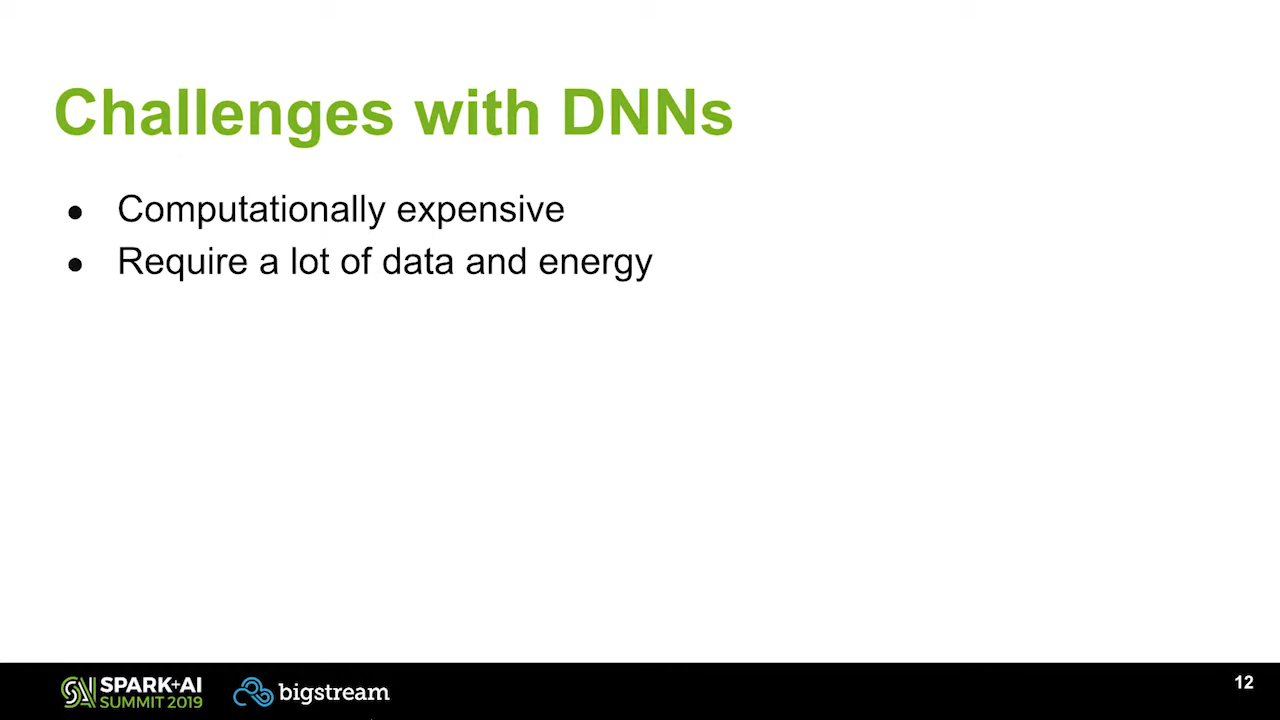 Challenges with DNNs
● Computationally expensive
● Require a lot of data and energy
SPARK+AI
SUMMIT 2019
bigstream
12